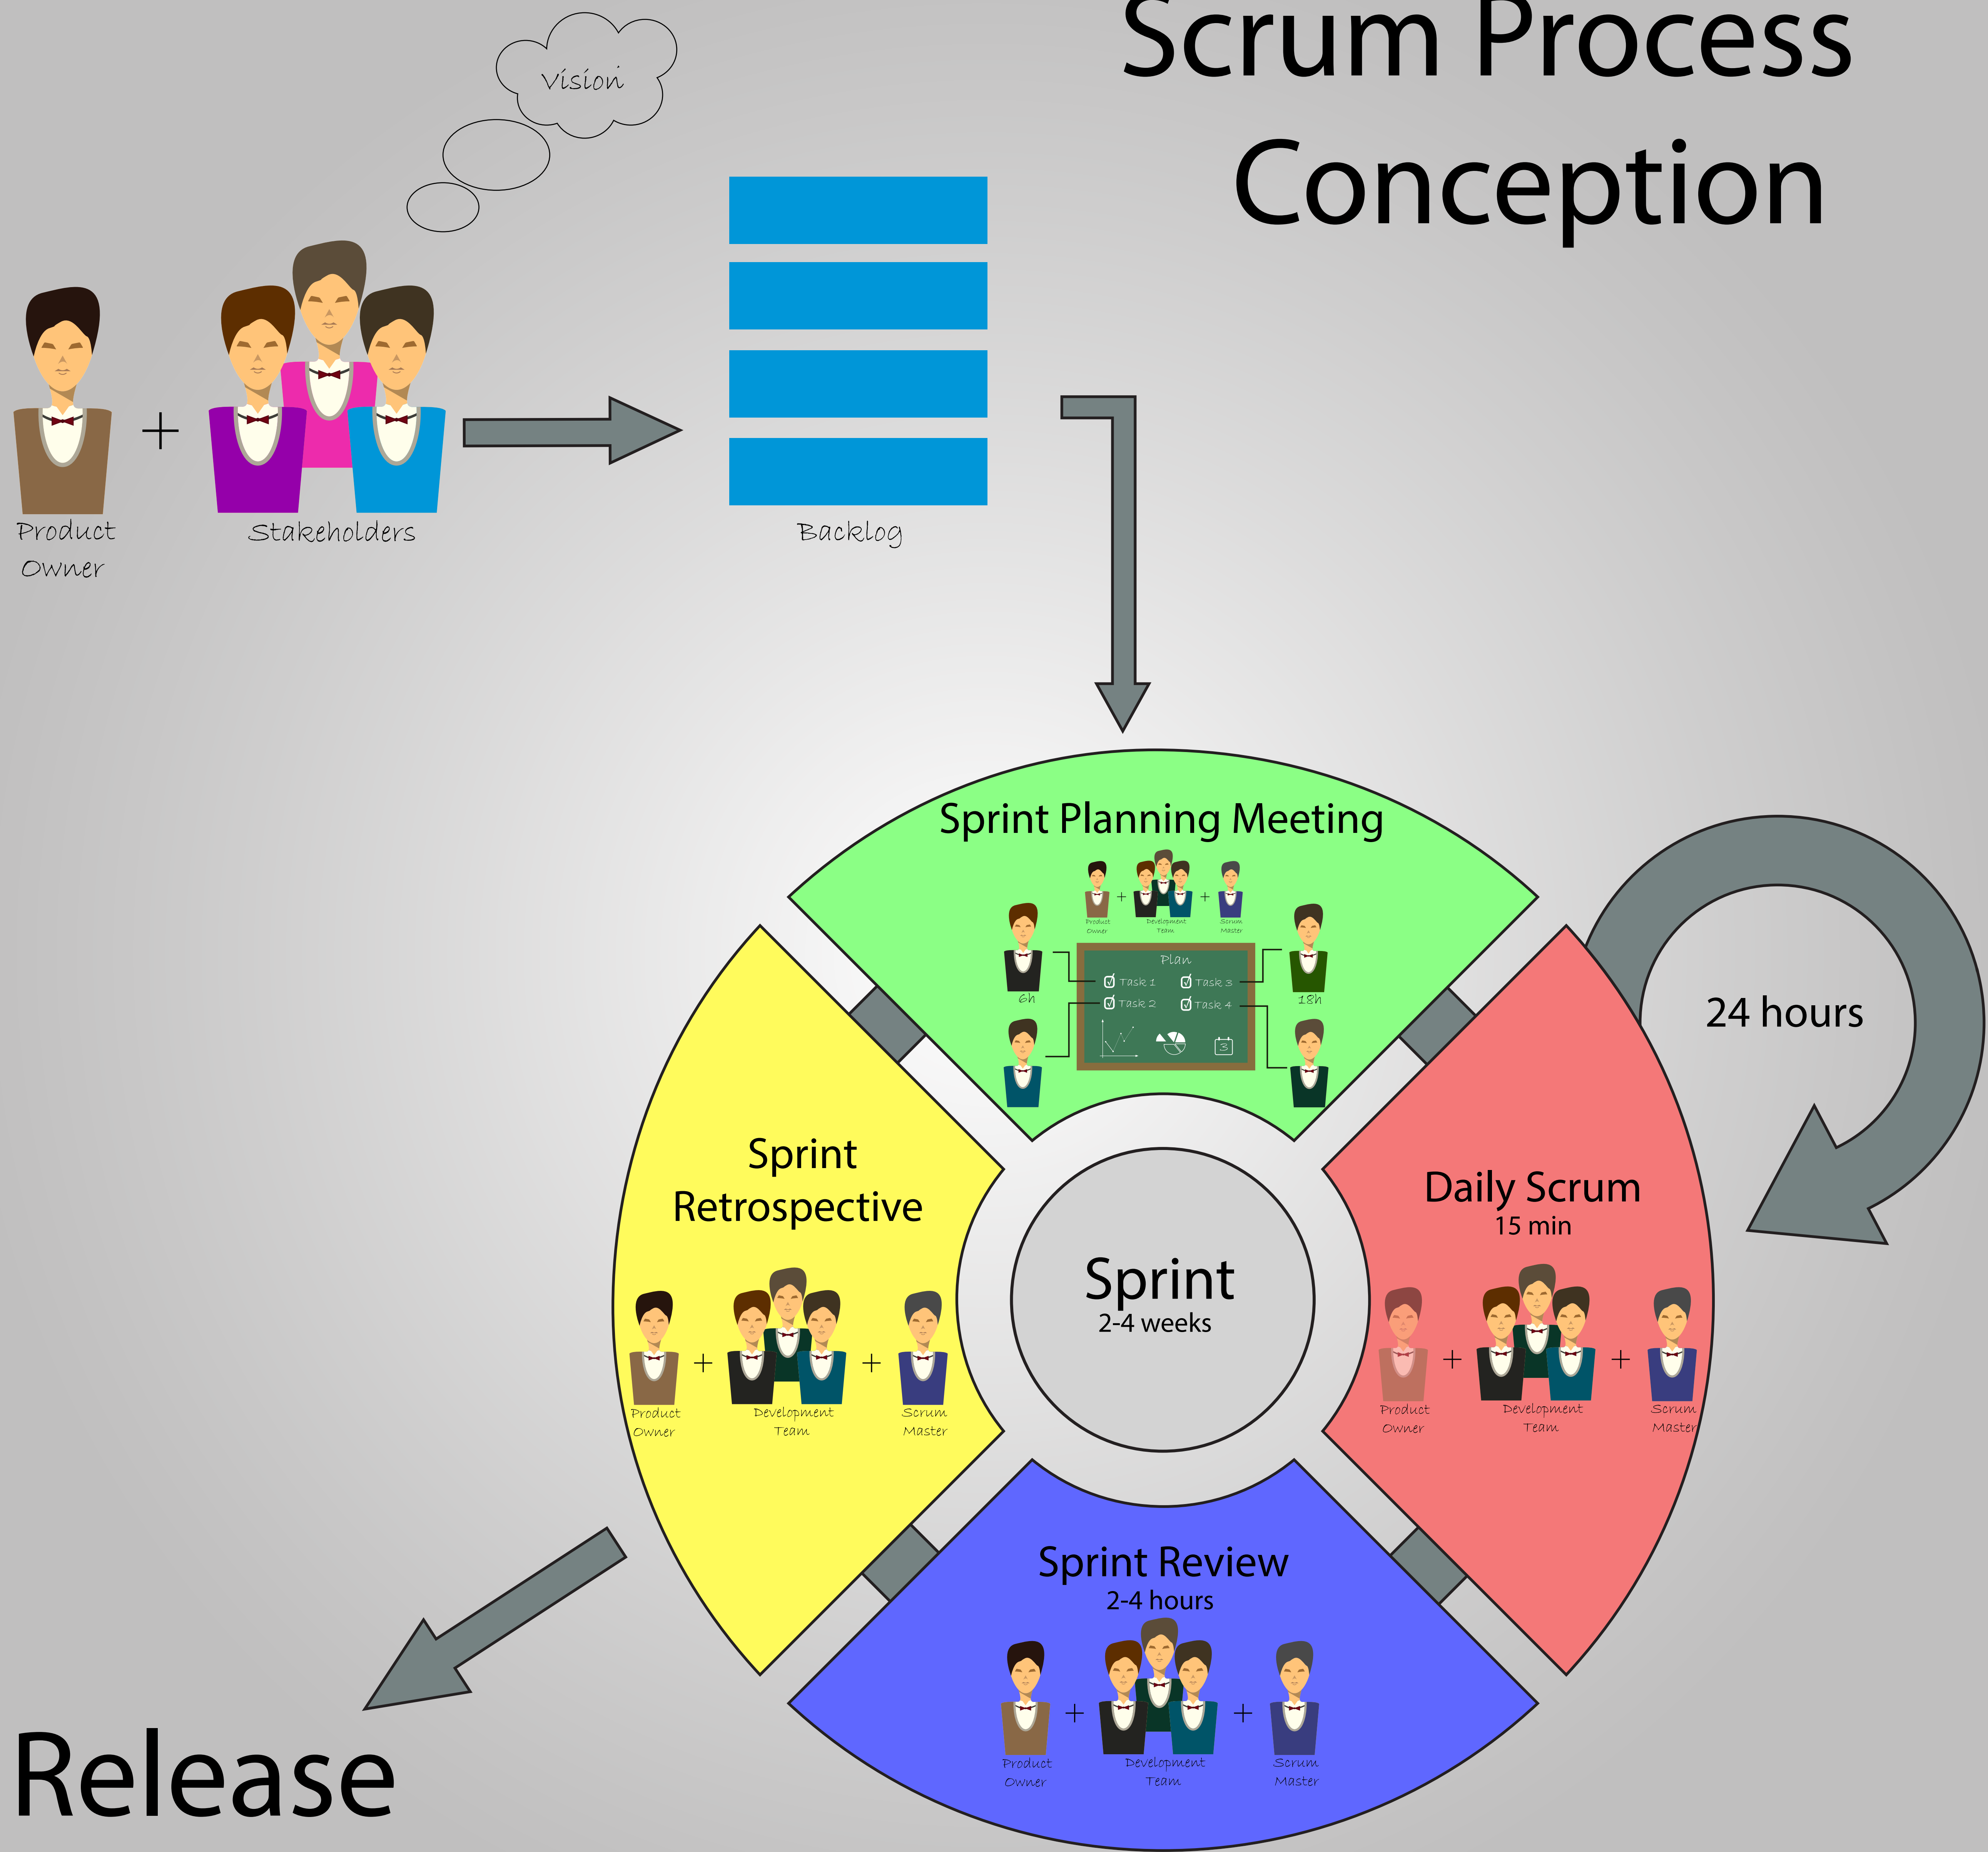 Scrum Process
Conception
Vision
Product
Owner
+
Stakeholders
Backlog
Sprint Planning Meeting
+
+
Product
Owner
Development
Team
Scrum
Master
6h
18h
Plan
Task 1
Task 2
Task 3
Task 4
3
24 hours
Daily Scrum
15 min
+
+
Product
Owner
Development
Team
Scrum
Master
Sprint
2-4 weeks
Sprint
Retrospective
+
+
Product
Owner
Development
Team
Scrum
Master
Sprint Review
2-4 hours
+
+
Product
Owner
Development
Team
Scrum
Master
Release